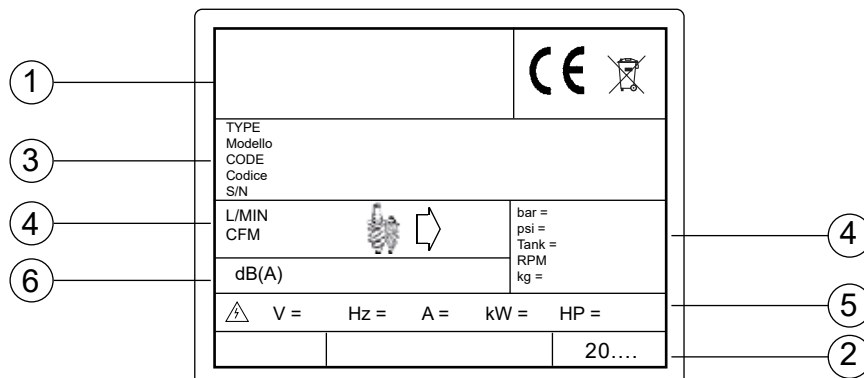 1
CE
TYPE
Modello
3
CODE
Codice
S/N
4
L/MIN
CFM
bar =
psi =
Tank =
RPM
kg =
4
6
dB(A)
V = Hz = A = kW = HP =
5
20....
2